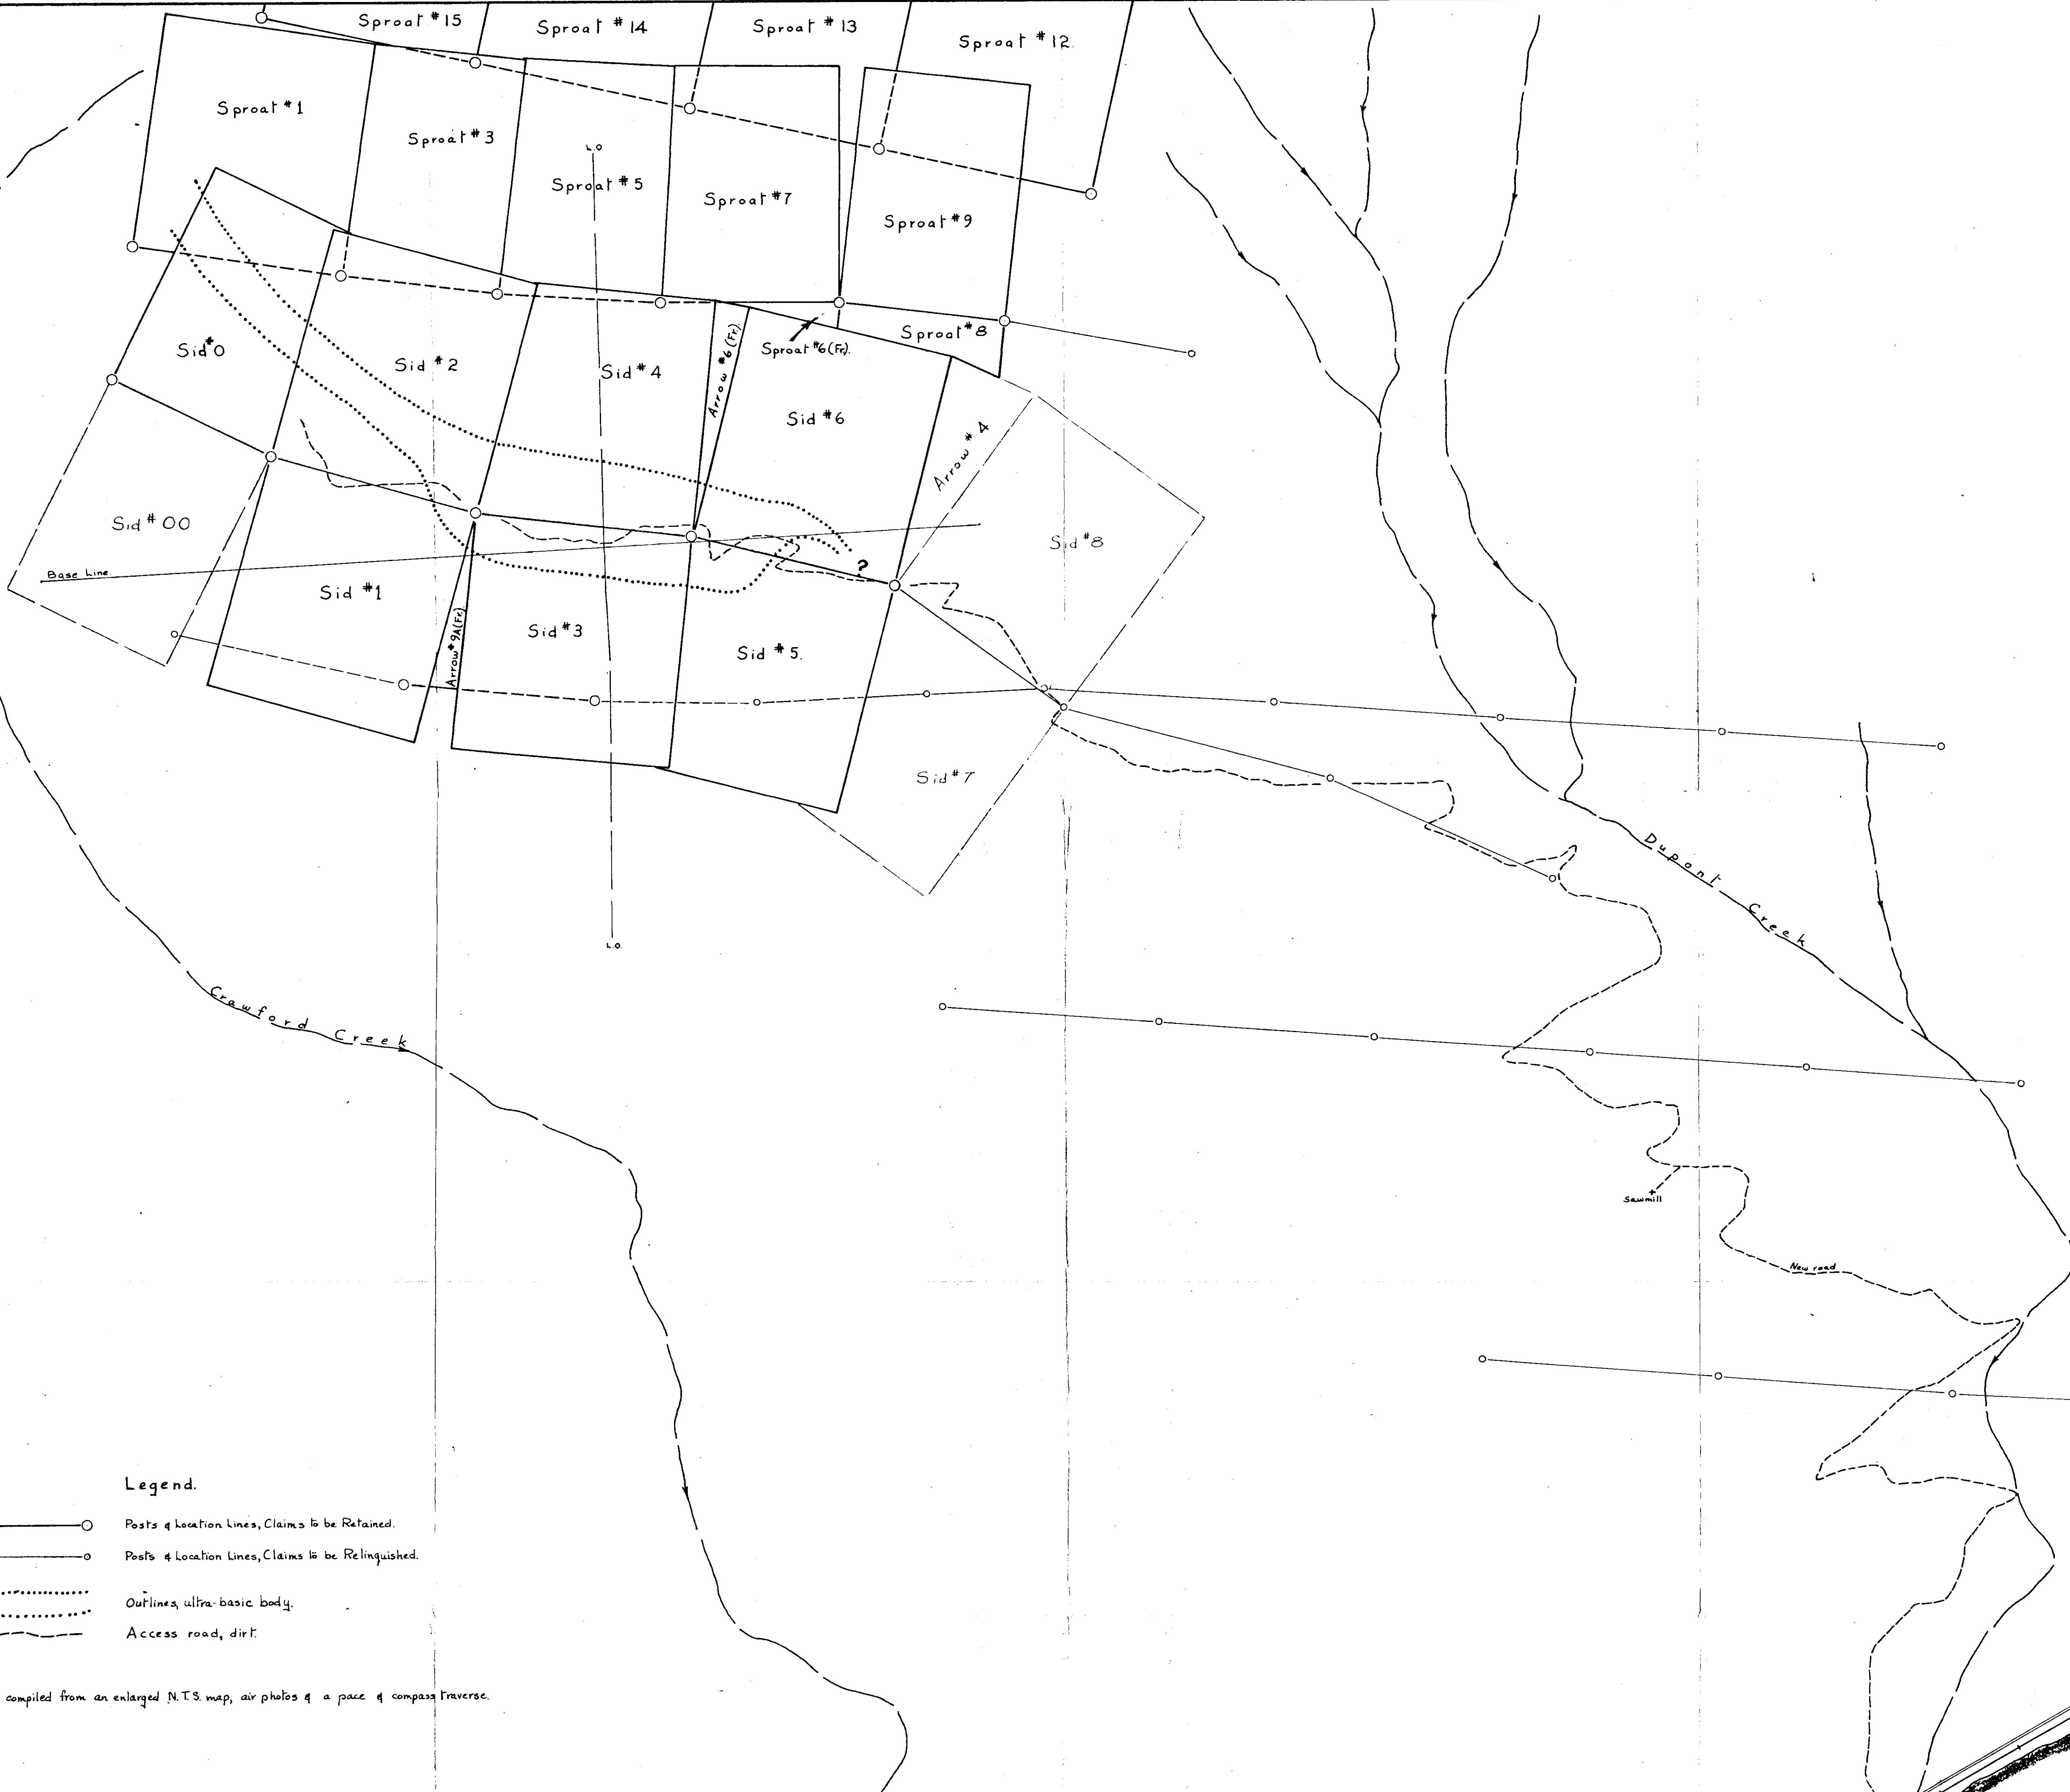 Sproat #15
Sproat #14
Sproat #13
Sproat #12.
Sproat #1
Sproat #3
L.O
Sproat #5
Sproat #7
Sproat #9
Sid #0
Sid #2
Sid #4
Arrow #6 (Fr.)
Sproat #6 (Fr).
Sproat #8
Sid #6
Arrow #4
Sid #00
Sid #8
?
Base Line.
Sid #1
Arrow #9A (Fr.)
Sid #3
Sid #5.
Sid #7
Dupont Creek
L.O.
Crawford Creek
Sawmill
New road
Legend.
Posts & Location Lines, Claims to be Retained.
Posts & Location Lines, Claims to be Relinquished.
Outlines, ultra-basic body.
Access road, dirt.
compiled from an enlarged N.T.S. map, air photos & a pace & compass traverse.